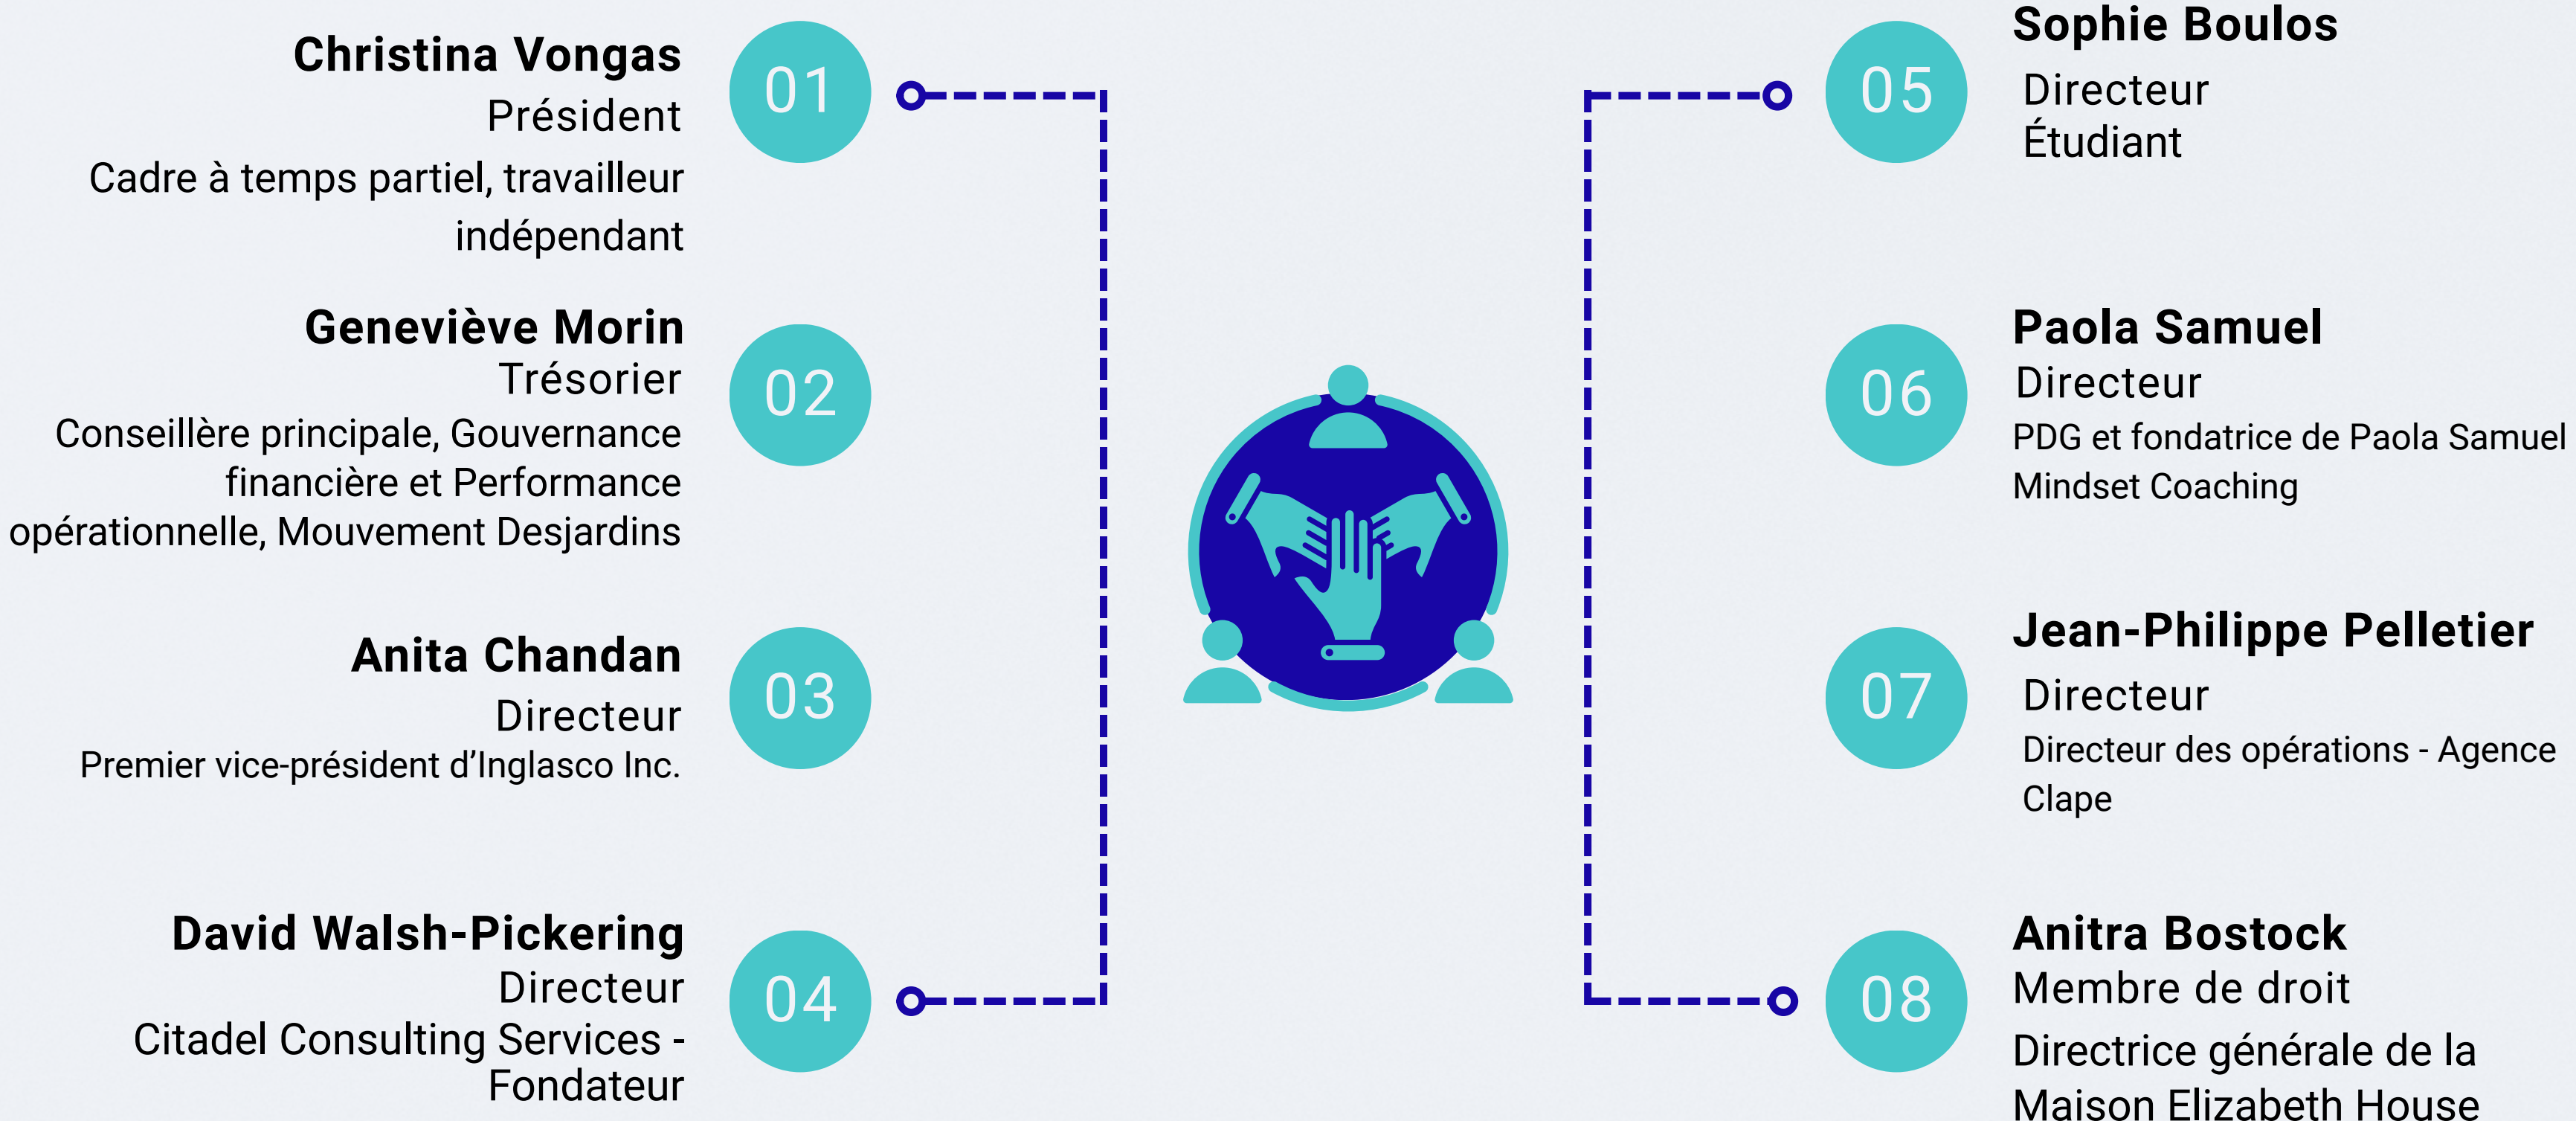 Christina Vongas
Président
Cadre à temps partiel, travailleur
indépendant
01
Geneviève Morin
Trésorier
Conseillère principale, Gouvernance
financière et Performance
opérationnelle, Mouvement Desjardins
02
Anita Chandan
Directeur
Premier vice-président d’Inglasco Inc.
03
David Walsh-Pickering
Directeur
Citadel Consulting Services -
Fondateur
04
Sophie Boulos
Directeur
Étudiant
05
Paola Samuel
Directeur
PDG et fondatrice de Paola Samuel
Mindset Coaching
06
Jean-Philippe Pelletier
Directeur
Directeur des opérations - Agence
Clape
07
Anitra Bostock
Membre de droit
Directrice générale de la
Maison Elizabeth House
08